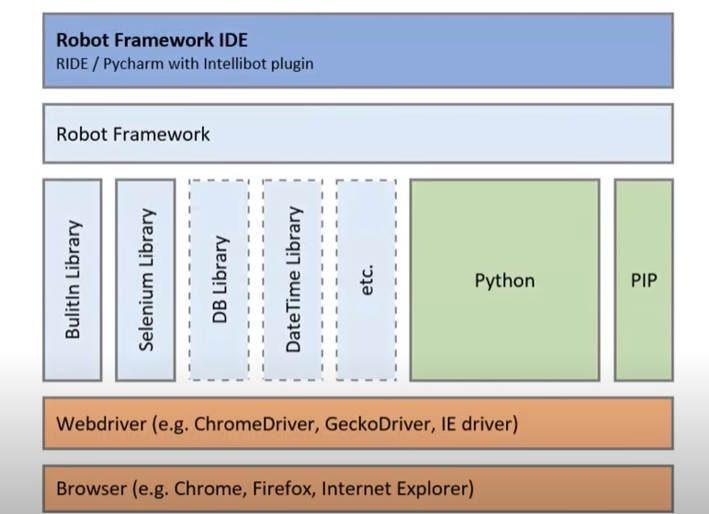 Robot Framework IDE
RIDE / Pycharm with Intellibot plugin
Robot Framework
BulitIn Library
Selenium Library
DB Library
DateTime Library
etc.
Python
PIP
Webdriver (e.g. ChromeDriver, GeckoDriver, IE driver)
Browser (e.g. Chrome, Firefox, Internet Explorer)